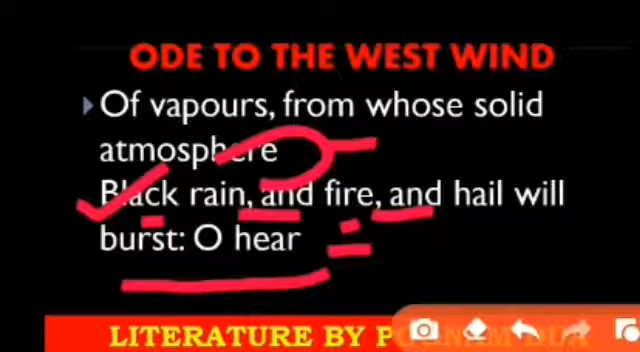 ODE TO THE WEST WIND
Of vapours, from whose solid
atmosphere
Black rain, and fire, and hail will
burst: O hear
LITERATURE BY